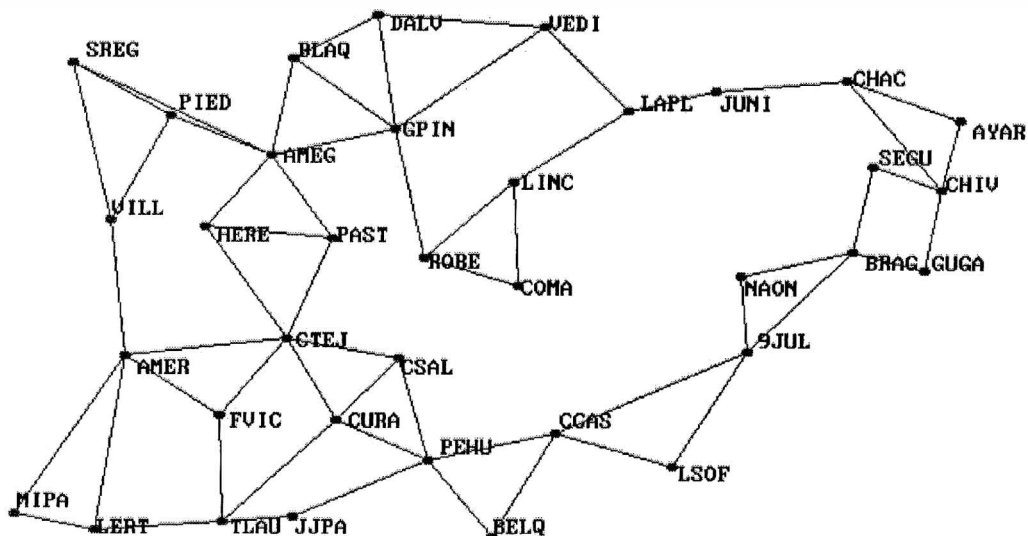 DALV
VEDI
SREG
BLAQ
PIED
CHAC
LAPL
JUNI
GPIN
AYAR
AMEG
SEGU
LINC
CHIV
VILL
HERE
PAST
ROBE
BRAG
GUGA
COMA
NAON
GTEJ
9JUL
AMER
CSAL
FVIC
CURA
CGAS
PEHU
LSOF
MIPA
LERT
TLAU
JJPA
BELQ